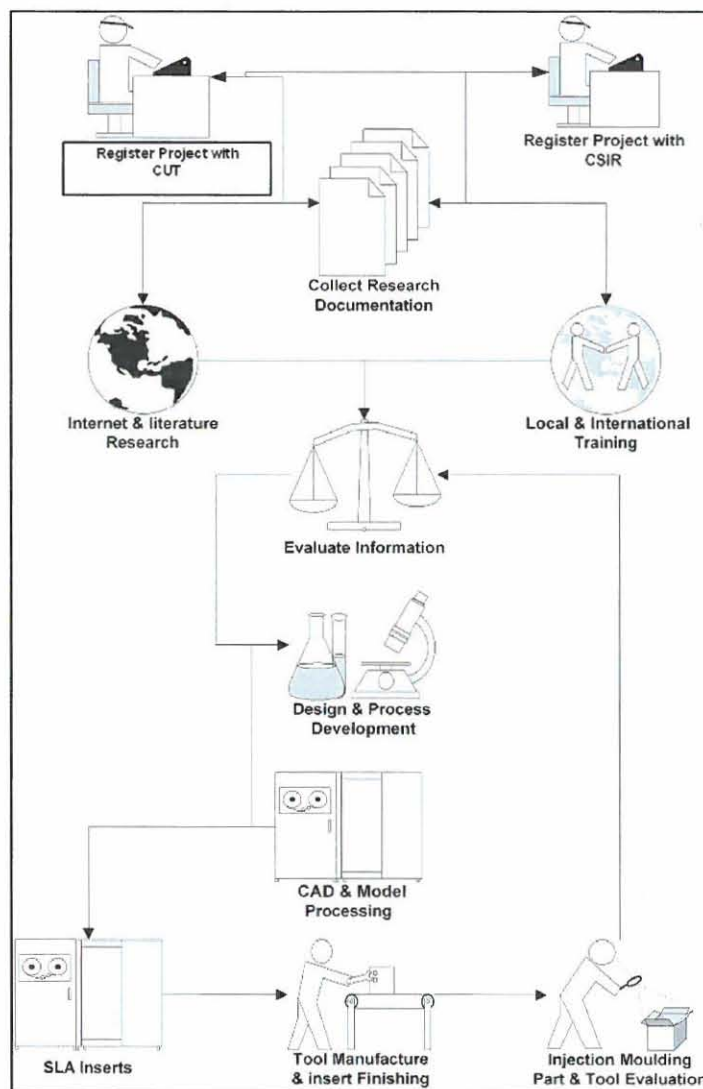 Register Project with
CUT
Register Project with
CSIR
Collect Research
Documentation
Internet & literature
Research
Local & International
Training
Evaluate Information
Design & Process
Development
CAD & Model
Processing
SLA Inserts
Tool Manufacture
& insert Finishing
Injection Moulding
Part & Tool Evaluation